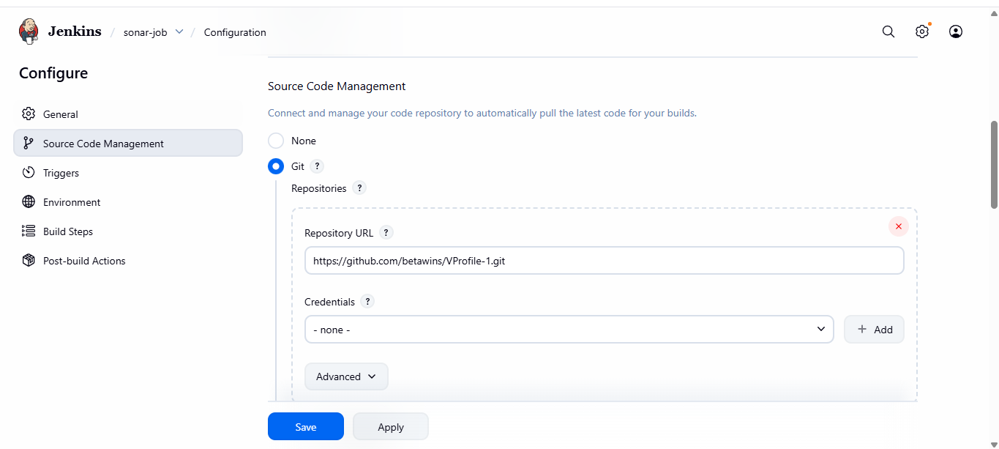 Jenkins / sonar-job / Configuration
Configure
General
Source Code Management
Triggers
Environment
Build Steps
Post-build Actions
Source Code Management
Connect and manage your code repository to automatically pull the latest code for your builds.
None
Git ?
Repositories ?
Repository URL ?
https://github.com/betawins/VProfile-1.git
Credentials ?
- none -
+ Add
Advanced
Save Apply